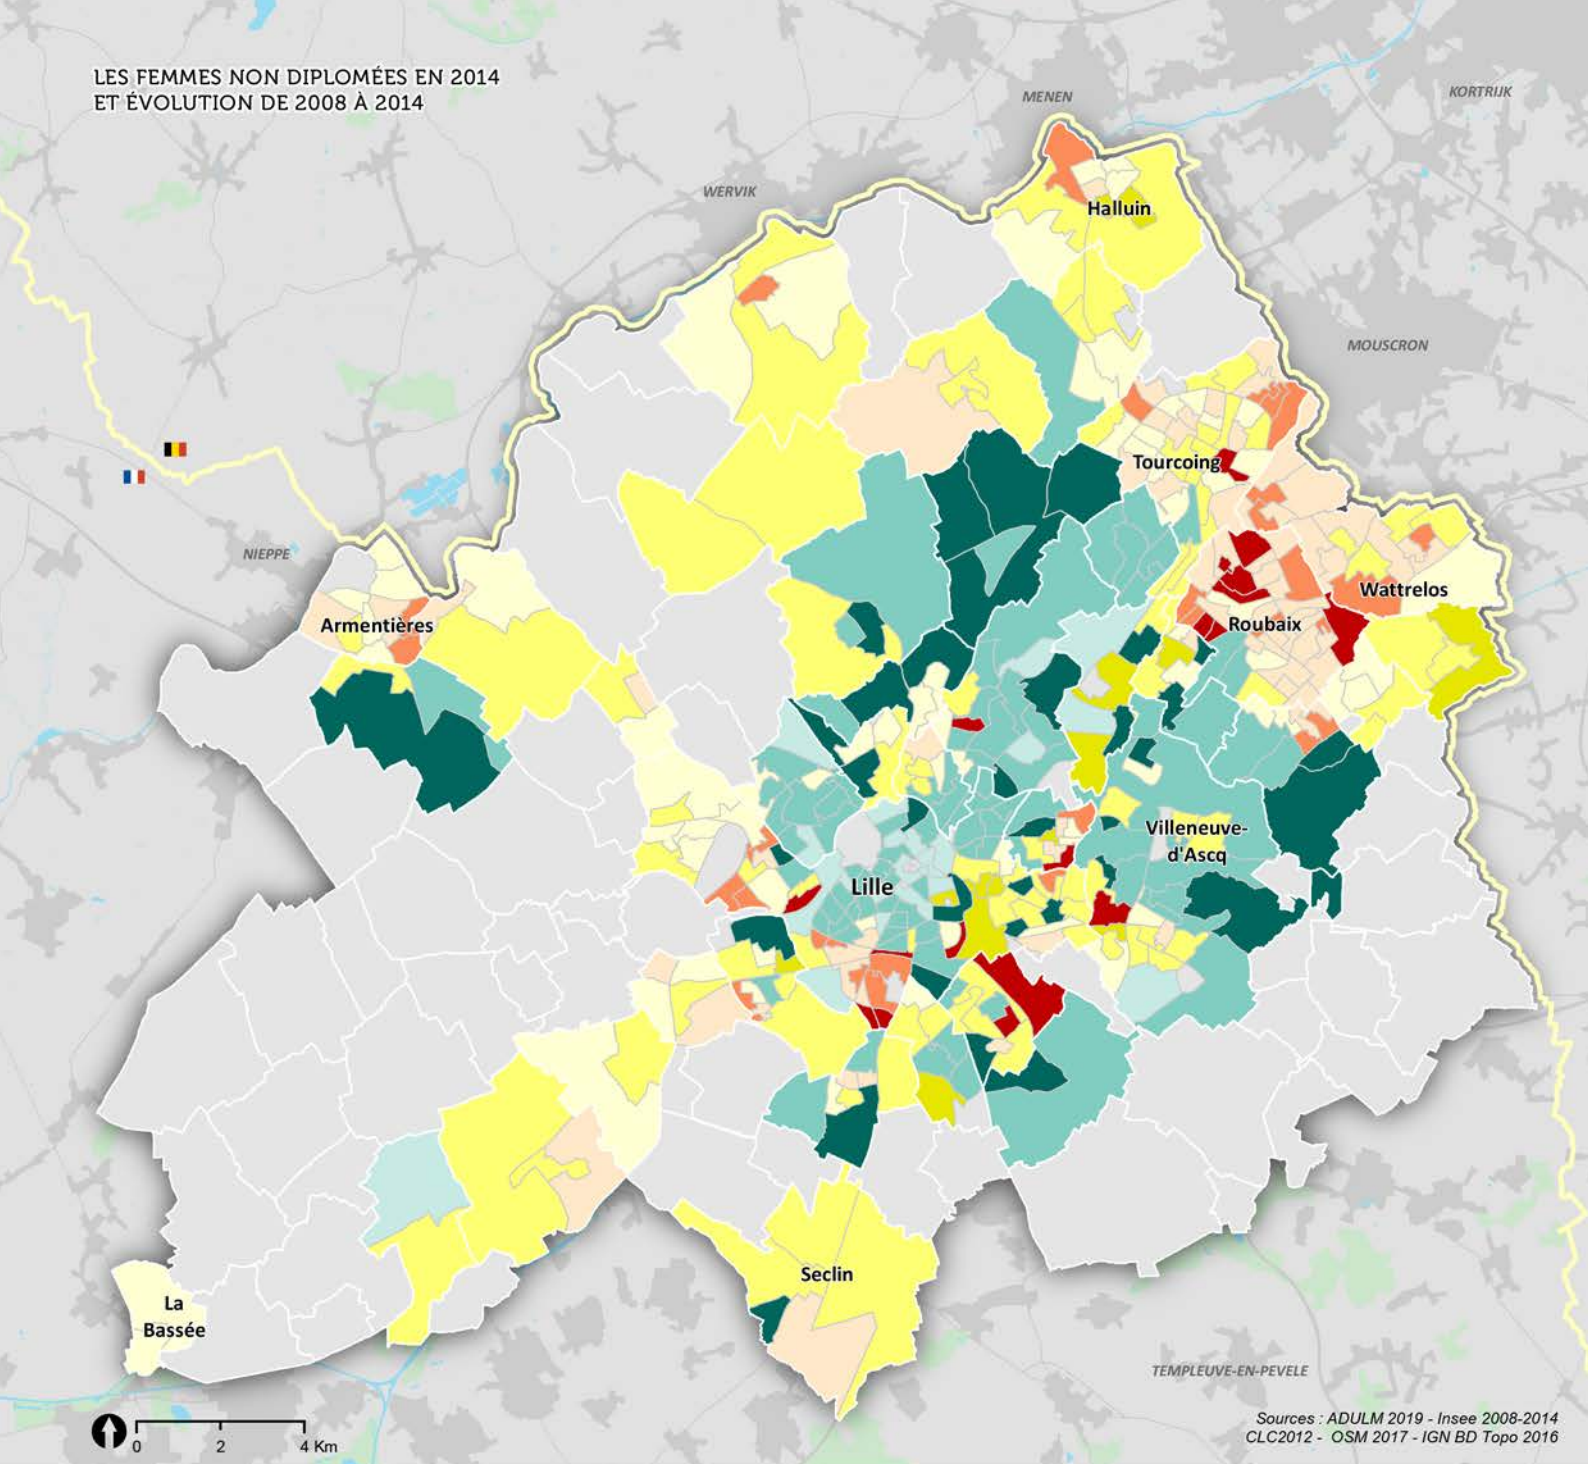 LES FEMMES NON DIPLOMÉES EN 2014
ET ÉVOLUTION DE 2008 À 2014
MENEN
KORTRIJK
WERVIK
Halluin
MOUSCRON
Tourcoing
NIEPPE
Wattrelos
Armentières
Roubaix
Villeneuve-
d'Ascq
Lille
Seclin
La
Bassée
TEMPLEUVE-EN-PEVELE
Sources : ADULM 2019 - Insee 2008-2014
CLC2012 - OSM 2017 - IGN BD Topo 2016
0 2 4 Km